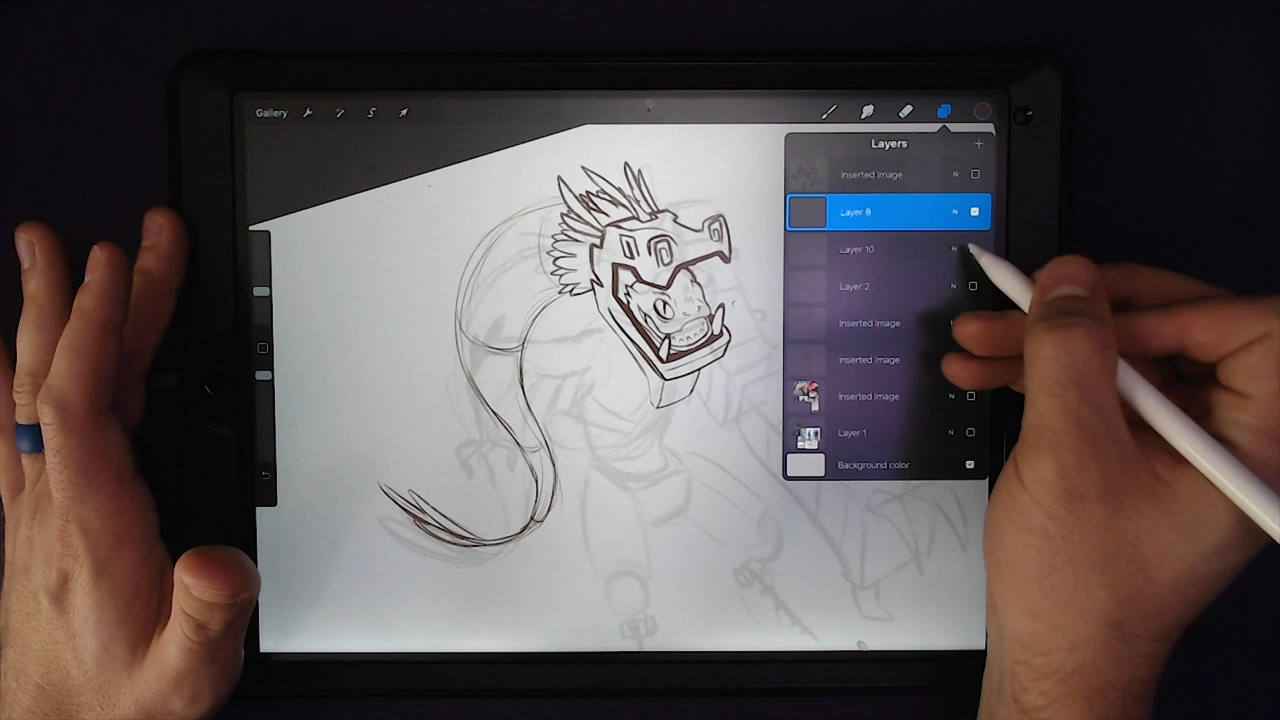 Gallery
Layers
Inserted Image N
Layer 8 N
Layer 10 N
Layer 2 N
Inserted Image
Inserted Image
Inserted Image N
Layer 1 N
Background color